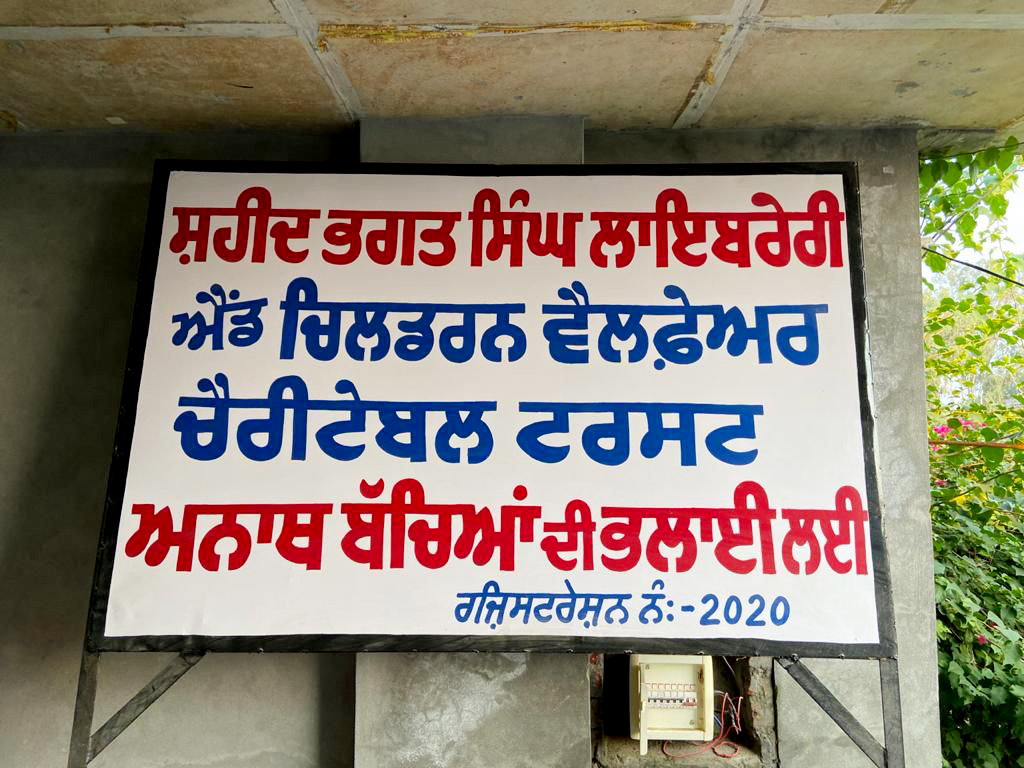 ਸ਼ਹੀਦ ਭਗਤ ਸਿੰਘ ਲਾਇਬਰੇਰੀ
ਐਂਡ ਚਿਲਡਰਨ ਵੈਲਫ਼ੇਅਰ
ਚੈਰੀਟੇਬਲ ਟਰਸਟ
ਅਨਾਥ ਬੱਚਿਆਂ ਦੀ ਭਲਾਈ ਲਈ
ਰਜ਼ਿਸਟਰੇਸ਼ਨ ਨੰ:-2020